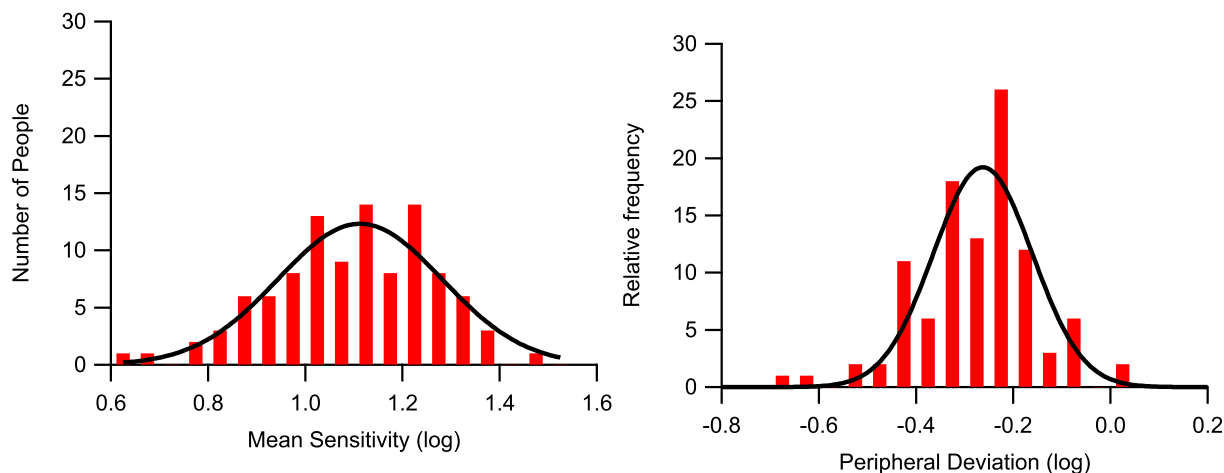 30
25
20
15
10
5
0
Number of People
0.6 0.8 1.0 1.2 1.4 1.6
Mean Sensitivity (log)
30
25
20
15
10
5
0
Relative frequency
-0.8 -0.6 -0.4 -0.2 0.0 0.2
Peripheral Deviation (log)